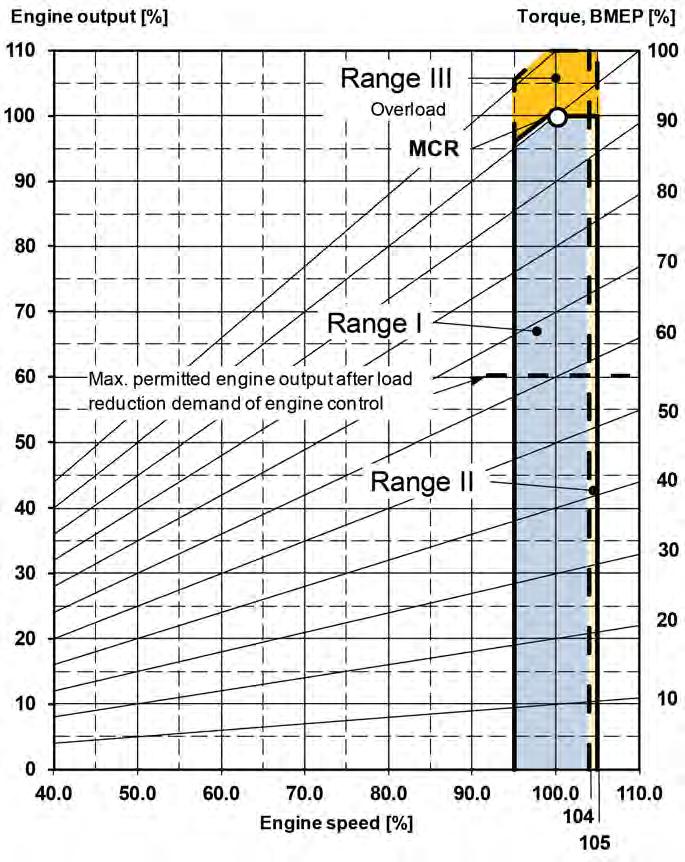 Engine output [%]
Torque, BMEP [%]
110
100
90
80
70
60
50
40
30
20
10
0
Range III
Overload
MCR
Range I
Max. permitted engine output after load
reduction demand of engine control
Range II
100
90
80
70
60
50
40
30
20
10
40.0 50.0 60.0 70.0 80.0 90.0 100.0 110.0
104
105
Engine speed [%]